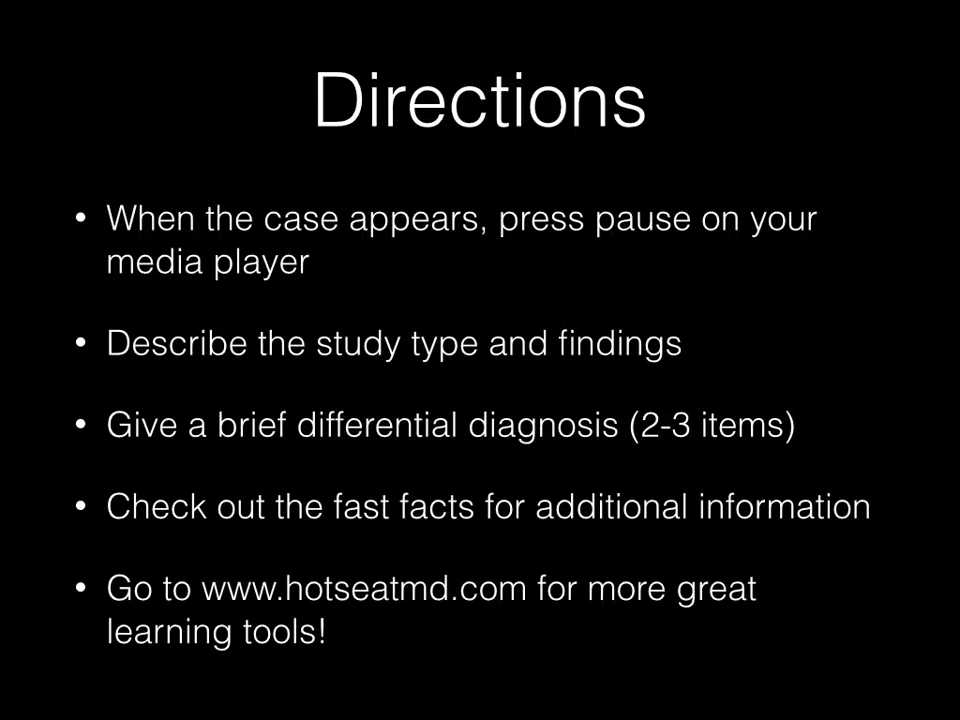 Directions
• When the case appears, press pause on your
media player
• Describe the study type and findings
• Give a brief differential diagnosis (2-3 items)
• Check out the fast facts for additional information
• Go to www.hotseatmd.com for more great
learning tools!